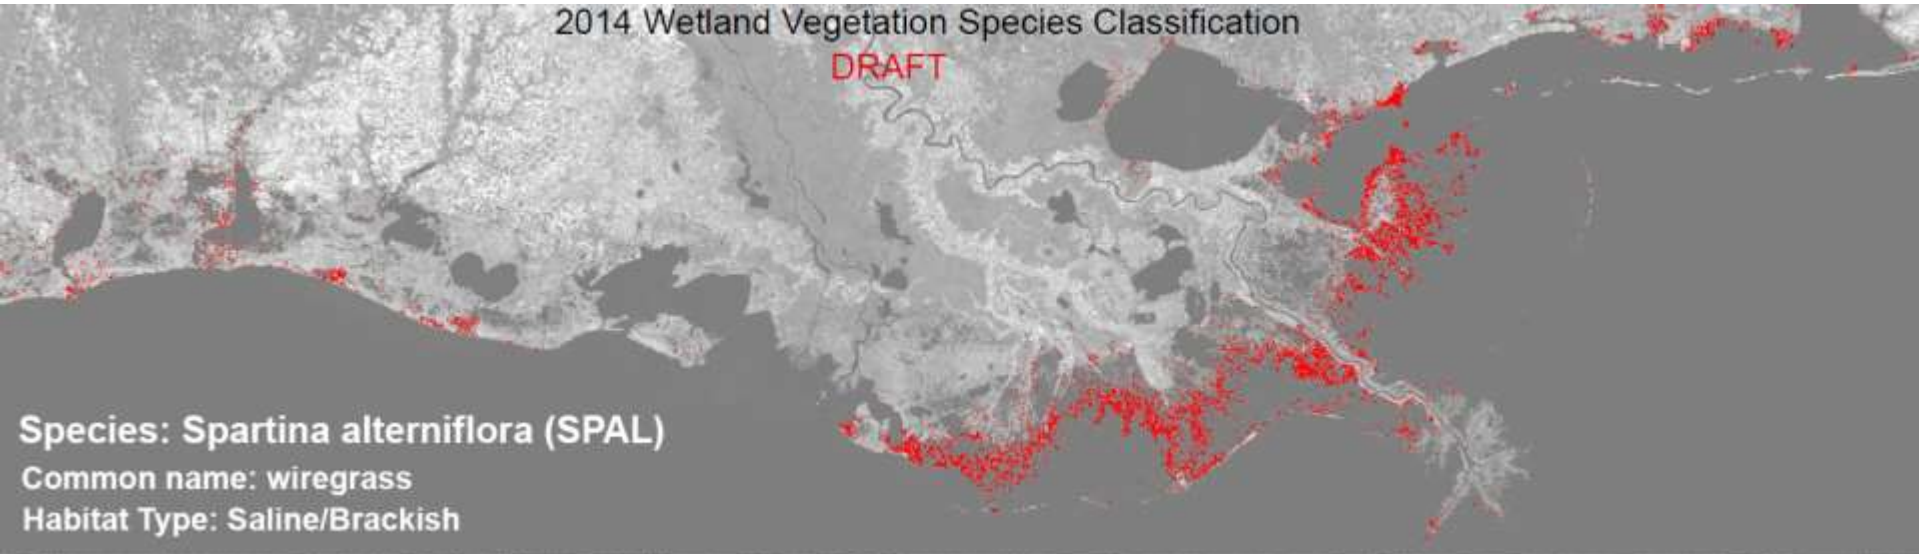 2014 Wetland Vegetation Species Classification
DRAFT
Species: Spartina alterniflora (SPAL)
Common name: wiregrass
Habitat Type: Saline/Brackish